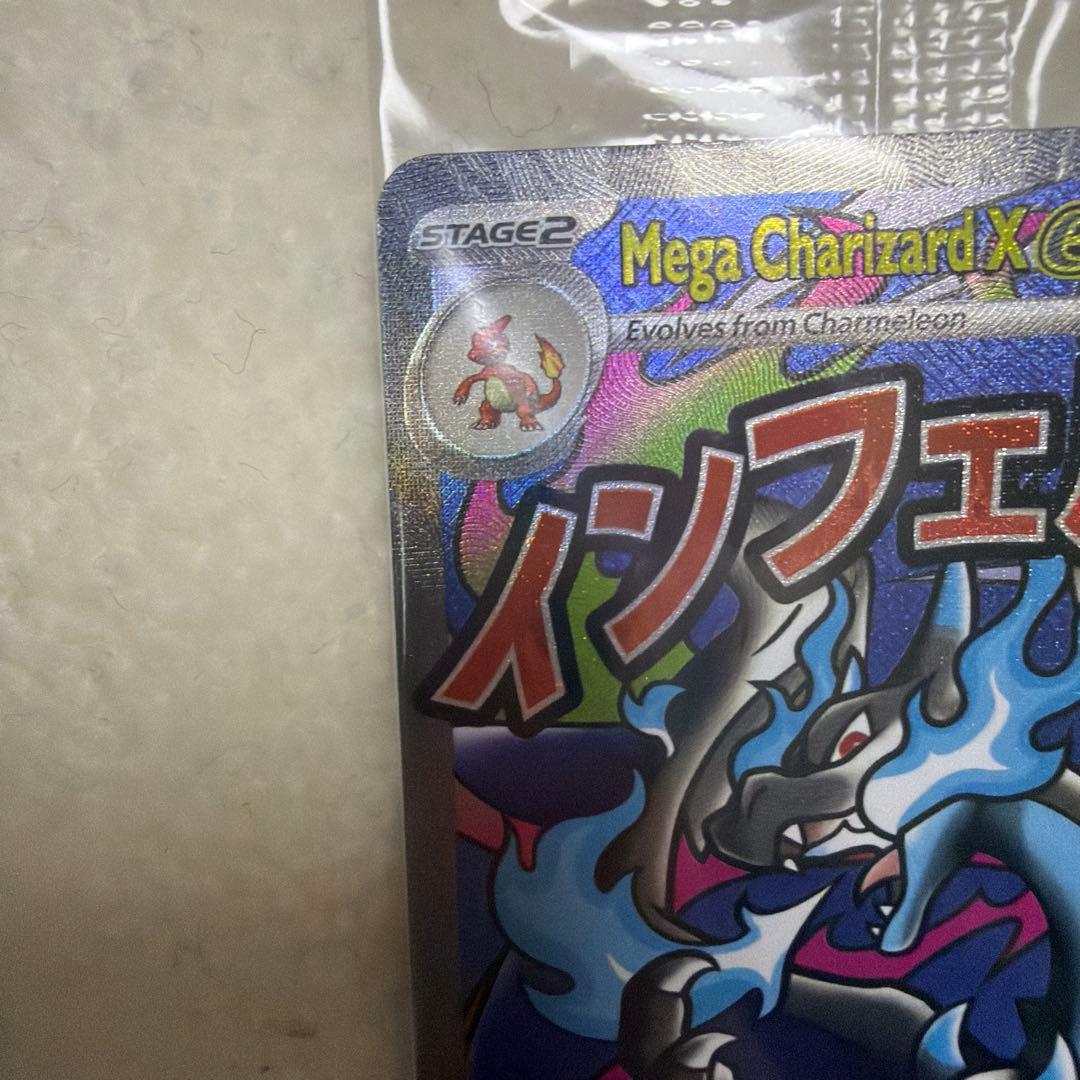 STAGE2
Mega Charizard X
Evolves from Charmeleon
インフェ